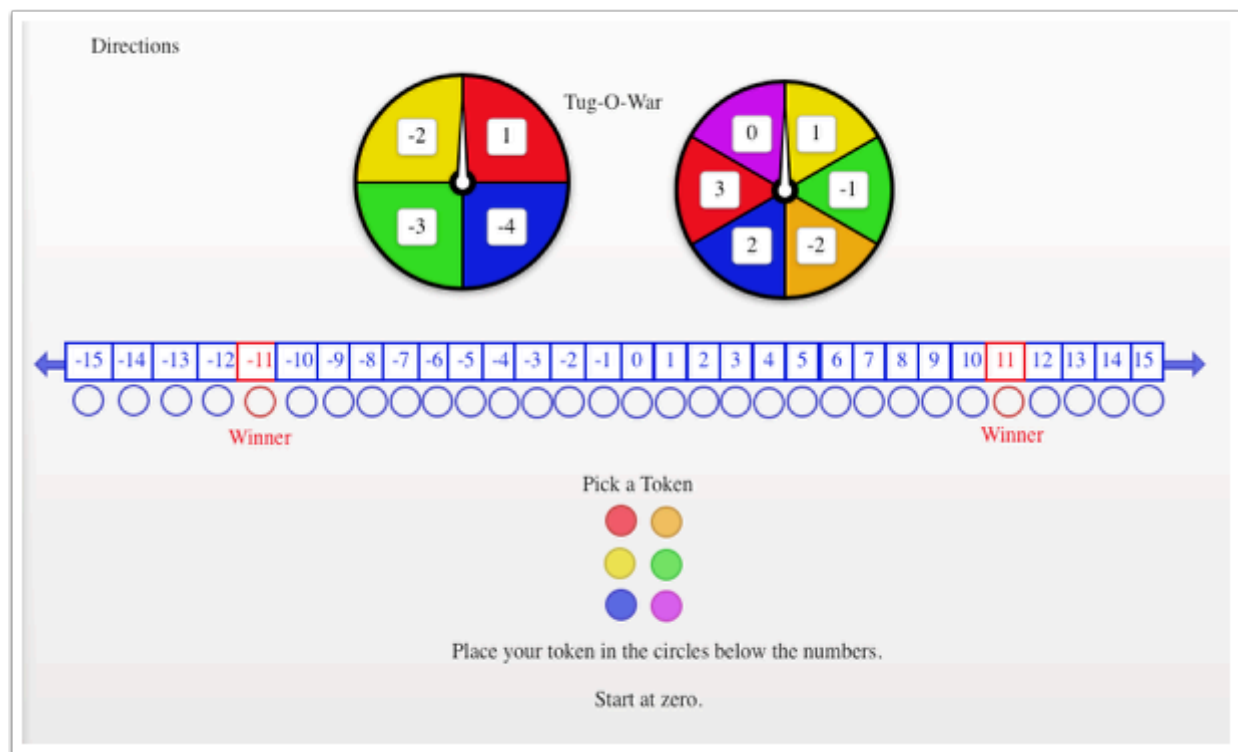 Directions
Tug-O-War
-2 1
-3 -4
0 1
3 -1
2 -2
-15 -14 -13 -12 -11 -10 -9 -8 -7 -6 -5 -4 -3 -2 -1 0 1 2 3 4 5 6 7 8 9 10 11 12 13 14 15
Winner Winner
Pick a Token
Place your token in the circles below the numbers.
Start at zero.